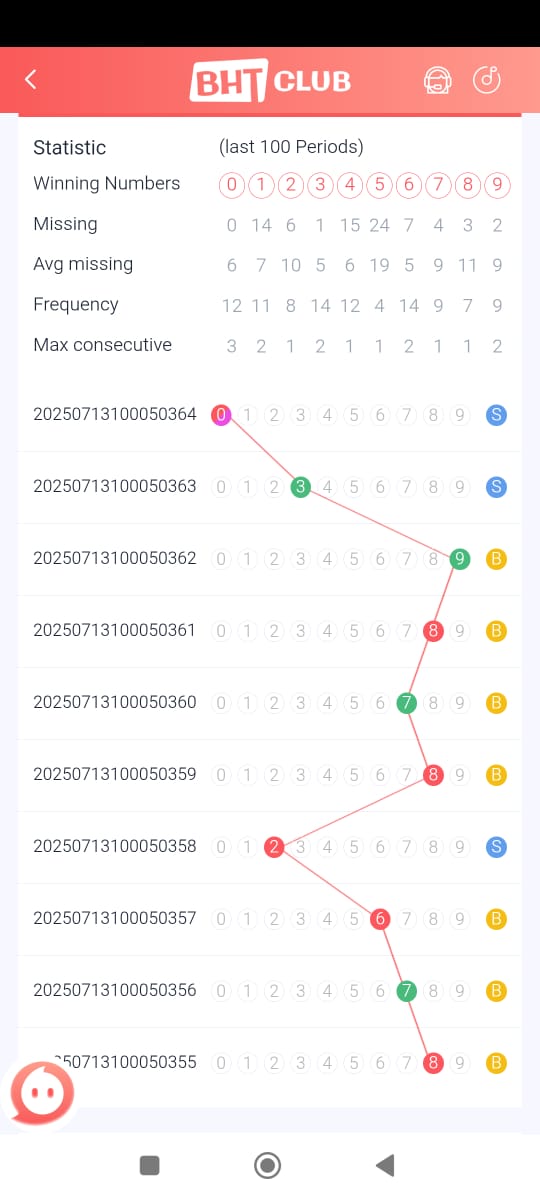 BHT CLUB
Statistic (last 100 Periods)
Winning Numbers 0 1 2 3 4 5 6 7 8 9
Missing 0 14 6 1 15 24 7 4 3 2
Avg missing 6 7 10 5 6 19 5 9 11 9
Frequency 12 11 8 14 12 4 14 9 7 9
Max consecutive 3 2 1 2 1 1 2 1 1 2
20250713100050364 0 1 2 3 4 5 6 7 8 9 S
20250713100050363 0 1 2 3 4 5 6 7 8 9 S
20250713100050362 0 1 2 3 4 5 6 7 8 9 B
20250713100050361 0 1 2 3 4 5 6 7 8 9 B
20250713100050360 0 1 2 3 4 5 6 7 8 9 B
20250713100050359 0 1 2 3 4 5 6 7 8 9 B
20250713100050358 0 1 2 3 4 5 6 7 8 9 S
20250713100050357 0 1 2 3 4 5 6 7 8 9 B
20250713100050356 0 1 2 3 4 5 6 7 8 9 B
50713100050355 0 1 2 3 4 5 6 7 8 9 B